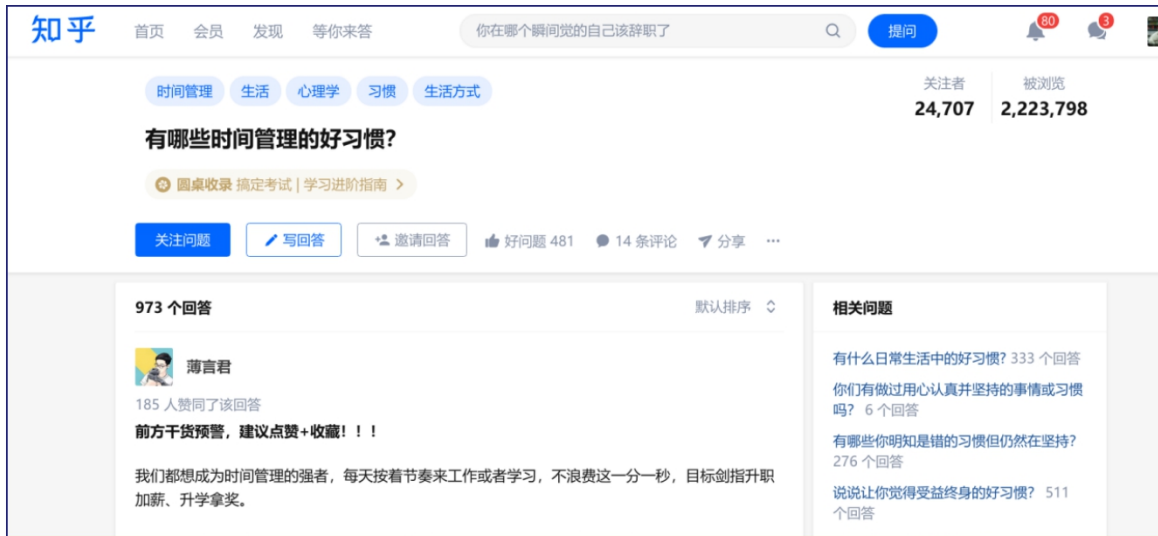 知乎 首页 会员 发现 等你来答 你在哪个瞬间觉的自己该辞职了 提问 80 3
时间管理 生活 心理学 习惯 生活方式
关注者 被浏览
24,707 2,223,798
有哪些时间管理的好习惯?
圆桌收录 搞定考试 | 学习进阶指南
关注问题 写回答 邀请回答 好问题 481 14 条评论 分享 ···
973 个回答 默认排序
薄言君
185 人赞同了该回答
前方干货预警，建议点赞+收藏！！！
我们都想成为时间管理的强者，每天按着节奏来工作或者学习，不浪费这一分一秒，目标剑指升职
加薪、升学拿奖。
相关问题
有什么日常生活中的好习惯? 333 个回答
你们有做过用心认真并坚持的事情或习惯
吗? 6 个回答
有哪些你明知是错的习惯但仍然在坚持?
276 个回答
说说让你觉得受益终身的好习惯? 511
个回答